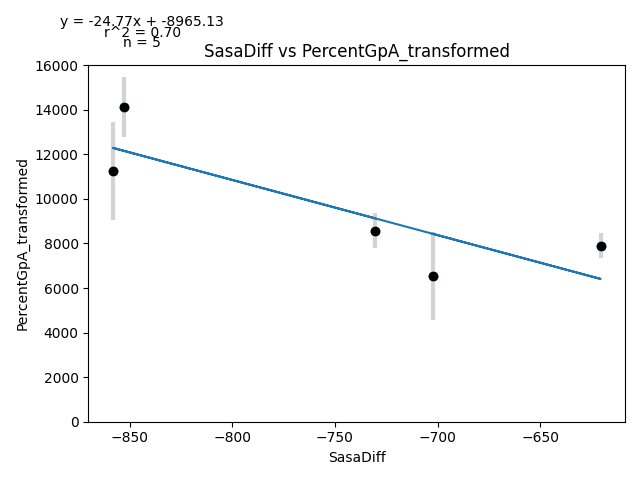 y = -24.77x + -8965.13
r^2 = 0.70
n = 5
SasaDiff vs PercentGpA_transformed
16000
14000
12000
10000
8000
6000
4000
2000
0
PercentGpA_transformed
−850 −800 −750 −700 −650
SasaDiff